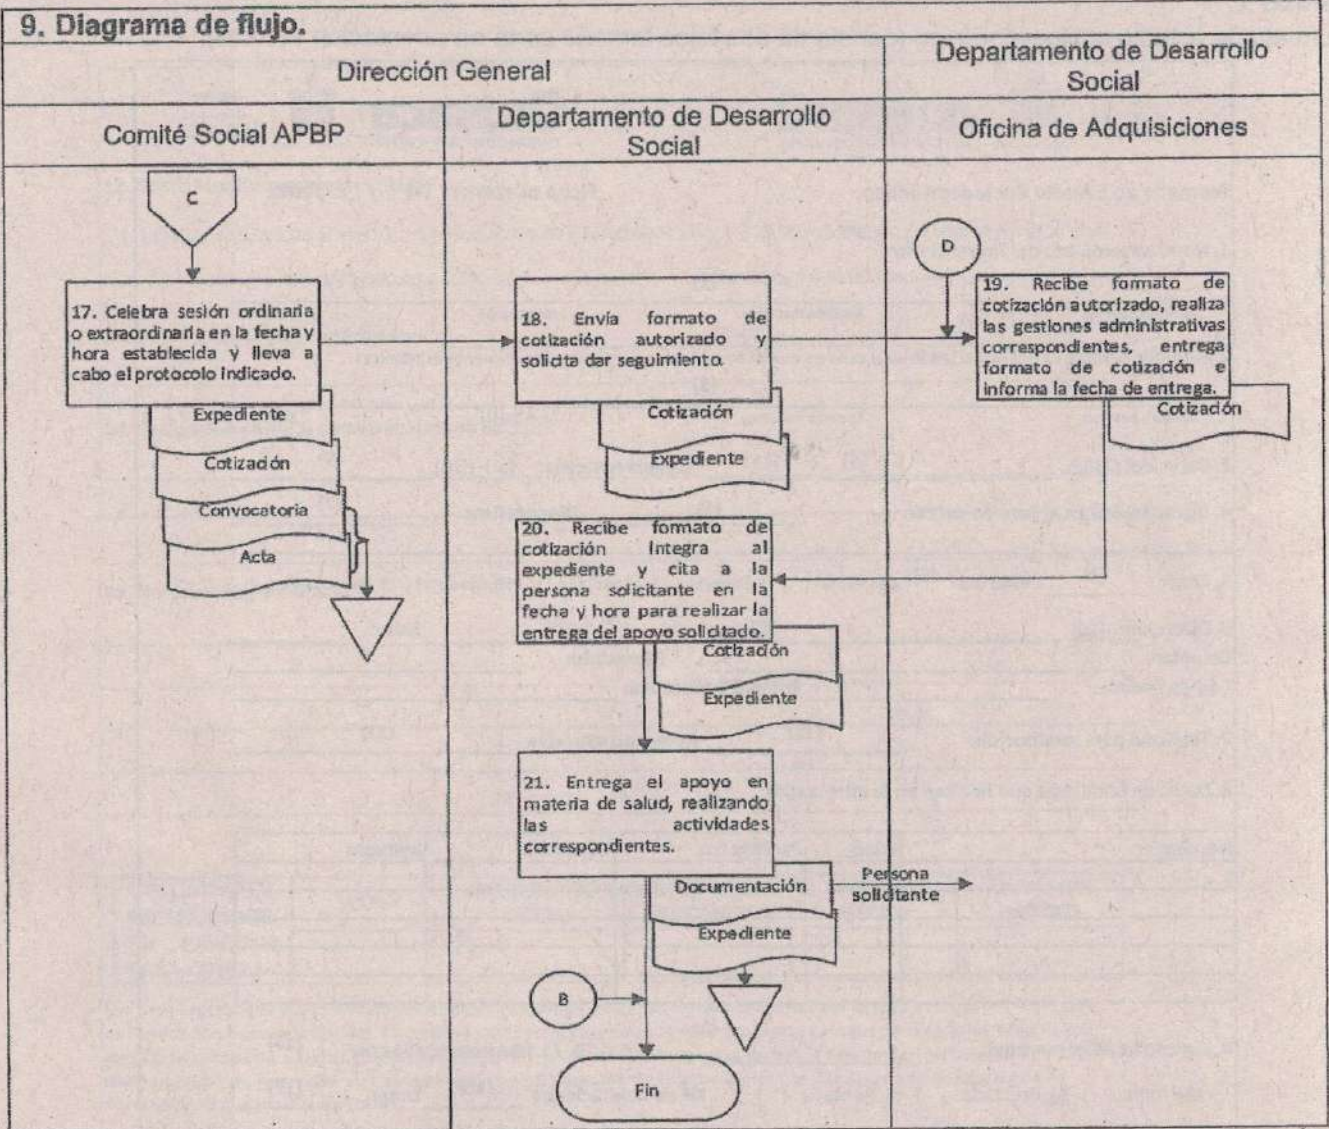 9. Diagrama de flujo.
Dirección General
Departamento de Desarrollo
Social
Comité Social APBP
Departamento de Desarrollo
Social
Oficina de Adquisiciones
C
17. Celebra sesión ordinaria
o extraordinaria en la fecha y
hora establecida y lleva a
cabo el protocolo indicado.
Expediente
Cotización
Convocatoria
Acta
18. Envía formato de
cotización autorizado y
solicita dar seguimiento.
Cotización
Expediente
D
19. Recibe formato de
cotización autorizado, realiza
las gestiones administrativas
correspondientes, entrega
formato de cotización e
informa la fecha de entrega.
Cotización
20. Recibe formato de
cotización Integra al
expediente y cita a la
persona solicitante en la
fecha y hora para realizar la
entrega del apoyo solicitado.
Cotización
Expediente
21. Entrega el apoyo en
materia de salud, realizando
las actividades
correspondientes.
Documentación
Persona
solicitante
Expediente
B
Fin